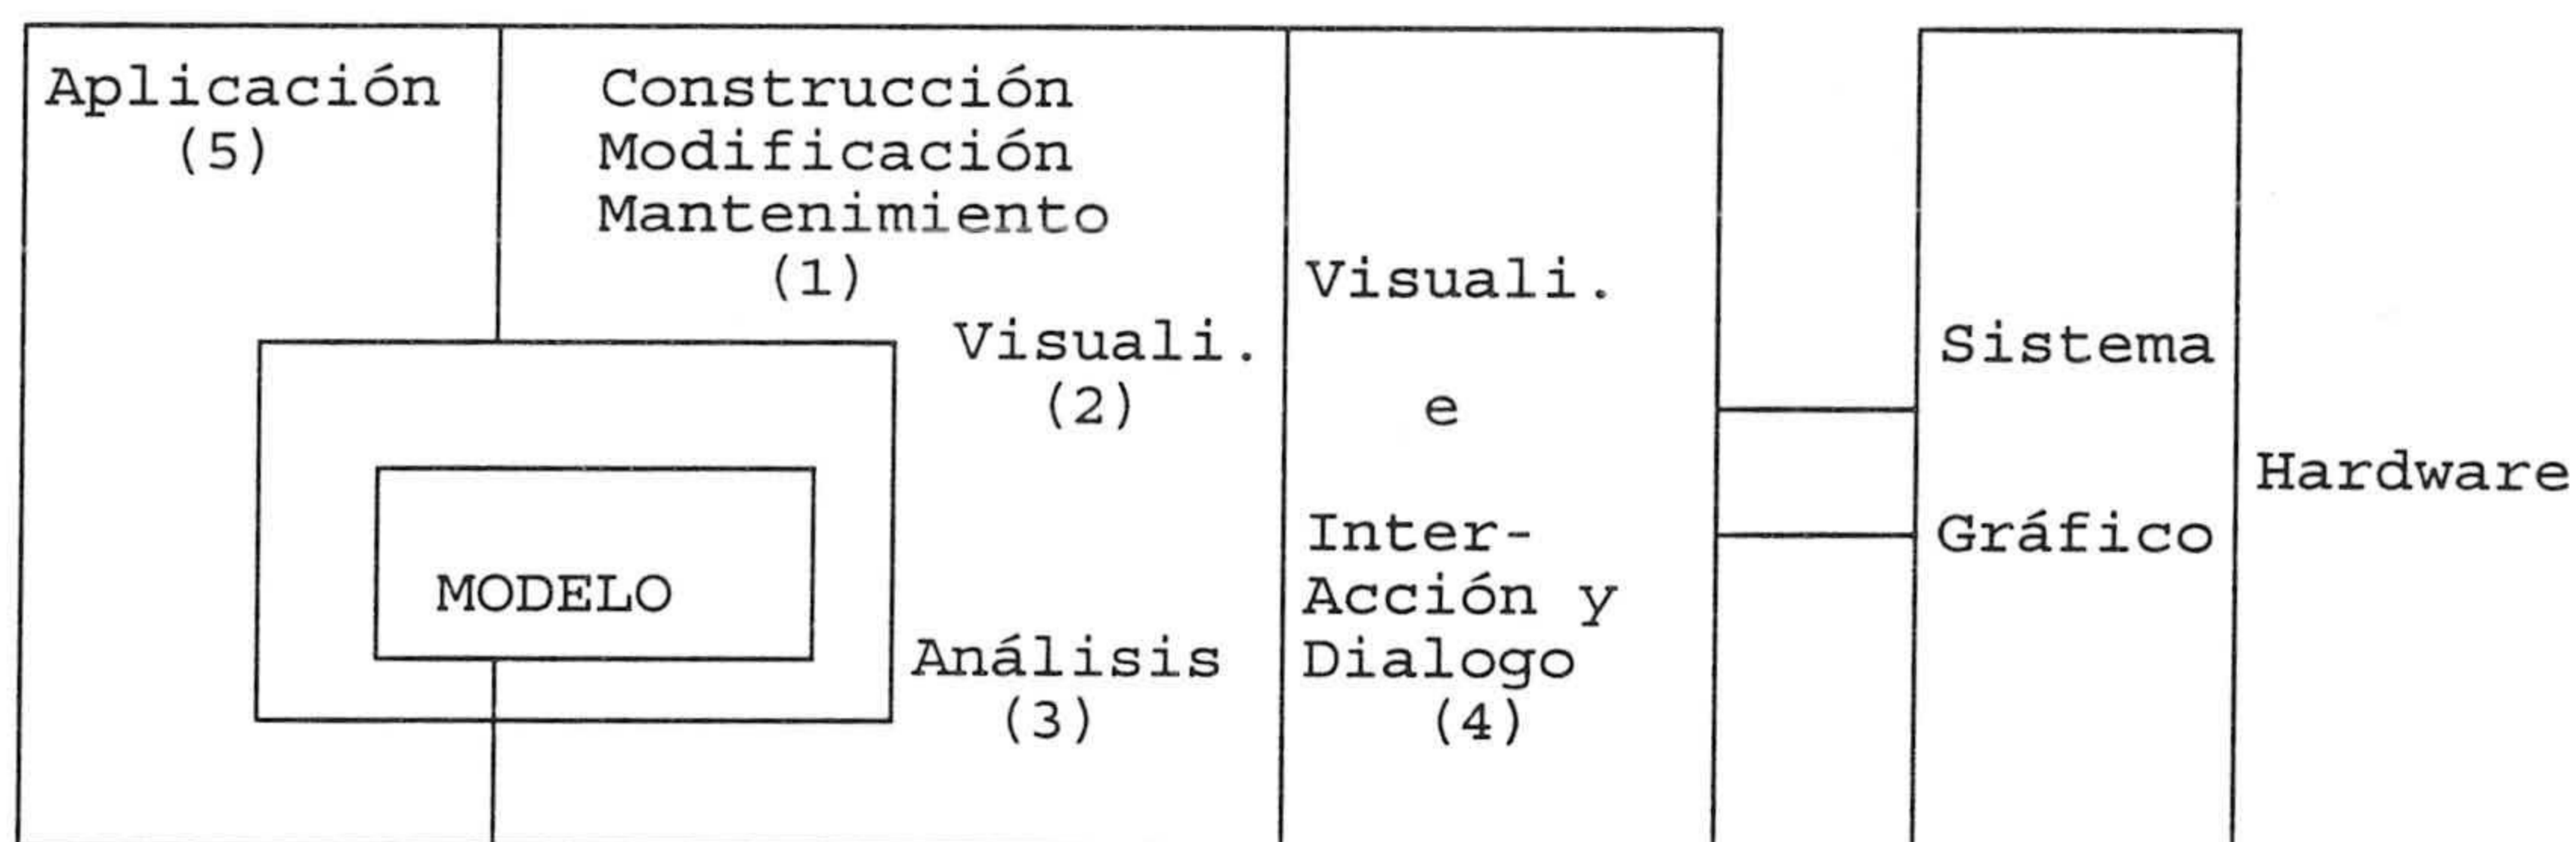 Aplicación
(5)
Construcción
Modificación
Mantenimiento
(1)
Visuali.
(2)
MODELO
Análisis
(3)
Visuali.
e
Inter-
Acción y
Dialogo
(4)
Sistema
Gráfico
Hardware